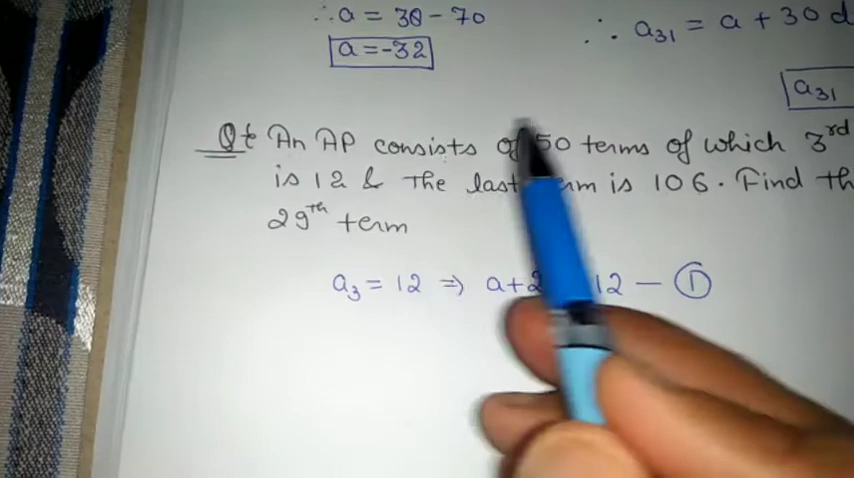 ∴a = 38 - 70
a = -32
∴ a₃₁ = a + 30 d
a₃₁
Q† An AP consists of 50 terms of which 3rd
is 12 & the last term is 106. Find
29th term
a₃ = 12 ⇒ a+2 12 — ①